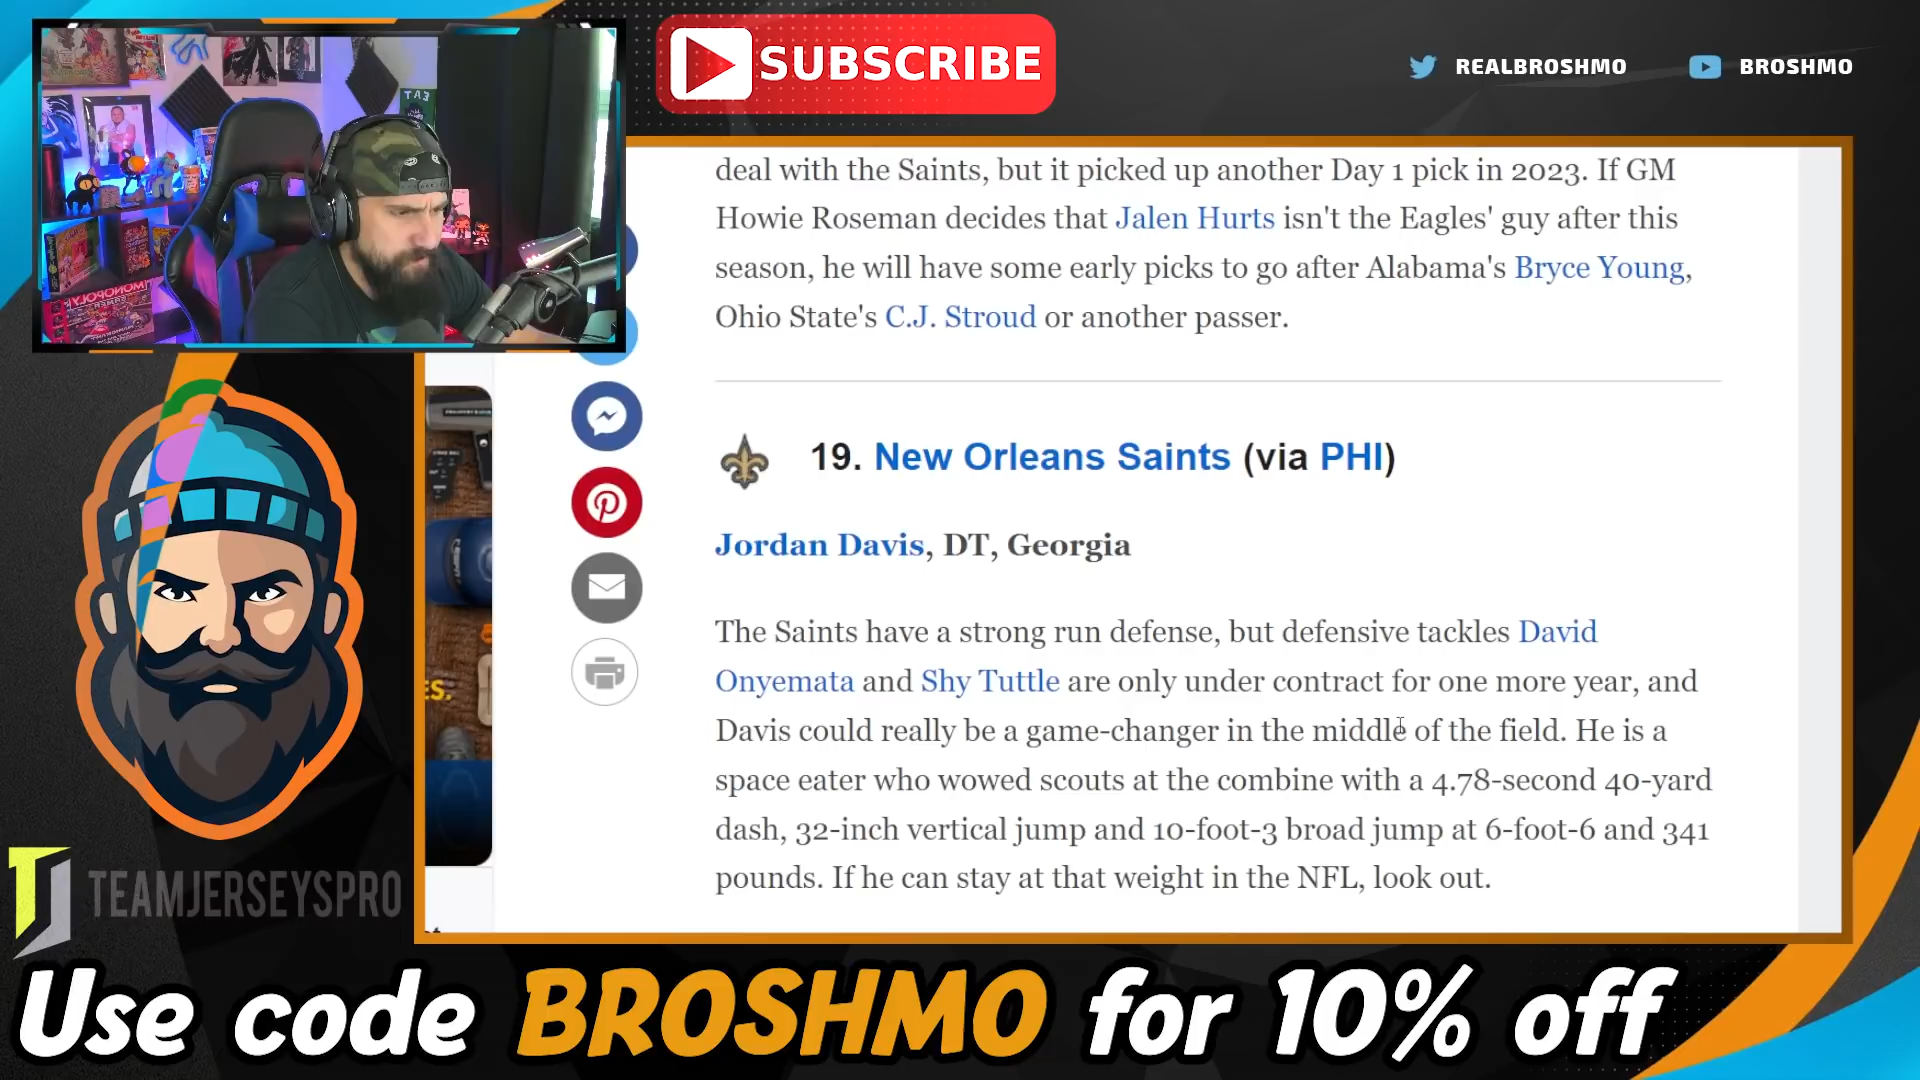 SUBSCRIBE
REALBROSHMO
BROSHMO
EAT
MONOPOLY
deal with the Saints, but it picked up another Day 1 pick in 2023. If GM
Howie Roseman decides that Jalen Hurts isn't the Eagles' guy after this
season, he will have some early picks to go after Alabama's Bryce Young,
Ohio State's C.J. Stroud or another passer.
19. New Orleans Saints (via PHI)
Jordan Davis, DT, Georgia
The Saints have a strong run defense, but defensive tackles David
Onyemata and Shy Tuttle are only under contract for one more year, and
Davis could really be a game-changer in the middle of the field. He is a
space eater who wowed scouts at the combine with a 4.78-second 40-yard
dash, 32-inch vertical jump and 10-foot-3 broad jump at 6-foot-6 and 341
pounds. If he can stay at that weight in the NFL, look out.
ES.
TJ TEAMJERSEYSPRO
Use code BROSHMO for 10% off